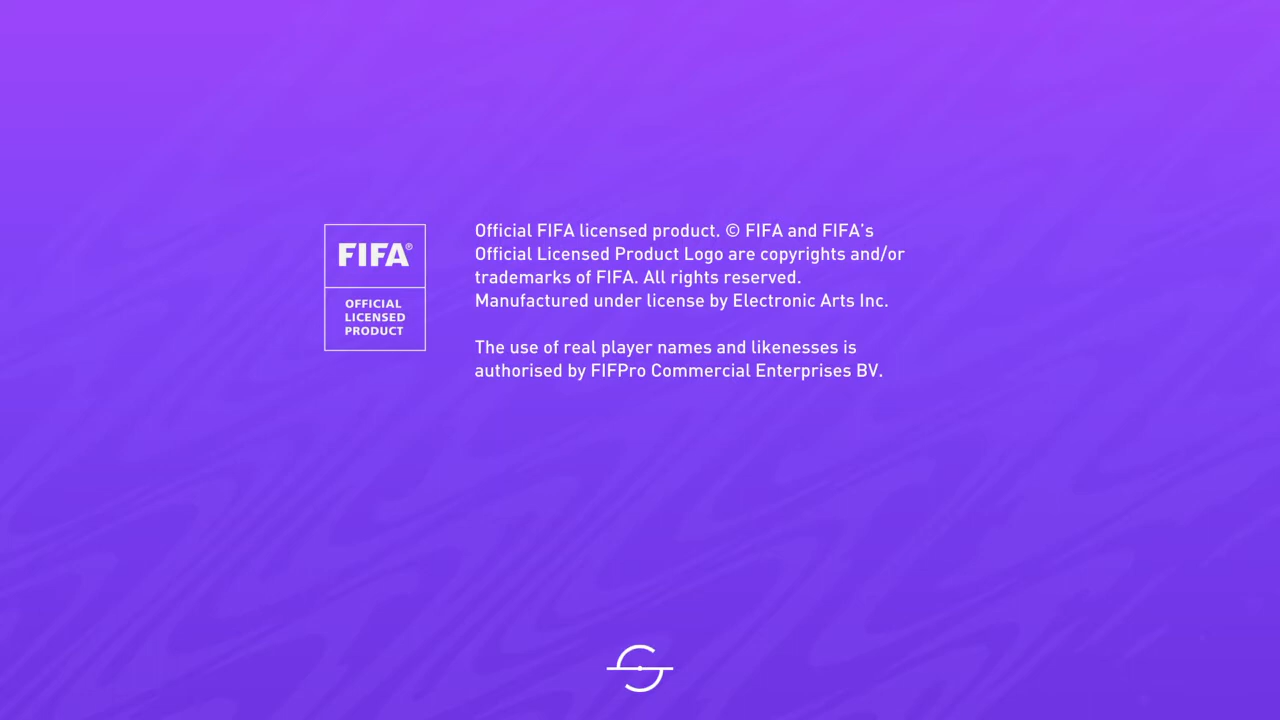 FIFA®
OFFICIAL
LICENSED
PRODUCT
Official FIFA licensed product. © FIFA and FIFA's
Official Licensed Product Logo are copyrights and/or
trademarks of FIFA. All rights reserved.
Manufactured under license by Electronic Arts Inc.
The use of real player names and likenesses is
authorised by FIFPro Commercial Enterprises BV.